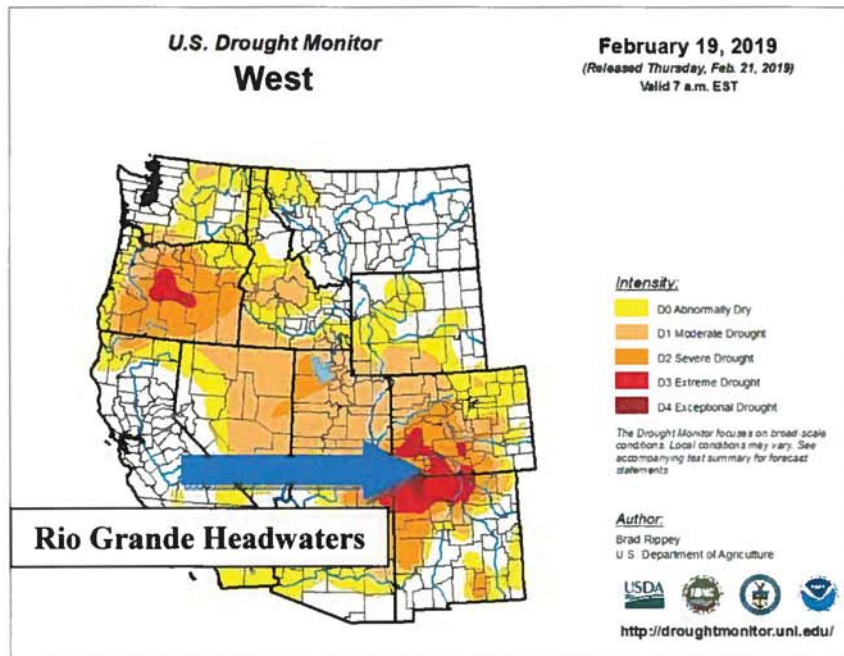 U.S. Drought Monitor
West
February 19, 2019
(Released Thursday, Feb. 21, 2019)
Valid 7 a.m. EST
Intensity:
D0 Abnormally Dry
D1 Moderate Drought
D2 Severe Drought
D3 Extreme Drought
D4 Exceptional Drought
The Drought Monitor focuses on broad-scale
conditions. Local conditions may vary. See
accompanying text summary for forecast
statements
Rio Grande Headwaters
Author:
Brad Rippey
U.S. Department of Agriculture
USDA
http://droughtmonitor.unl.edu/